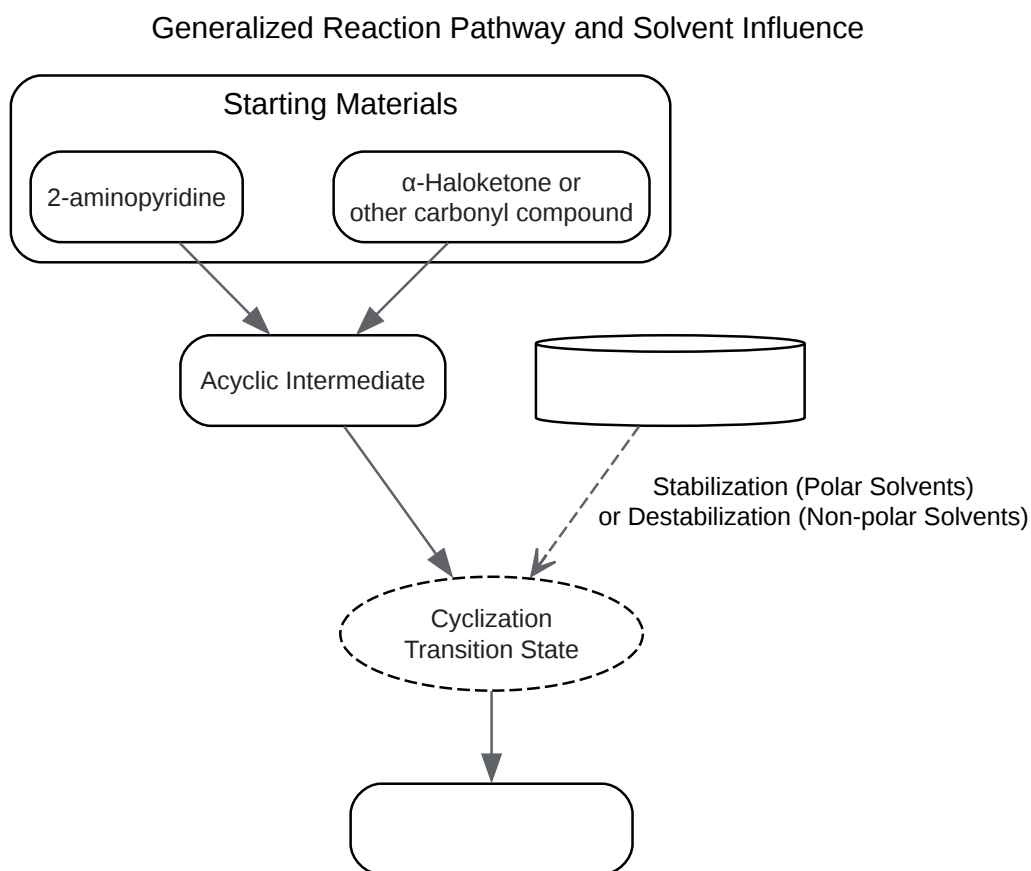 Generalized Reaction Pathway and Solvent Influence
Starting Materials
2-aminopyridine
α-Haloketone or
other carbonyl compound
Acyclic Intermediate
Stabilization (Polar Solvents)
or Destabilization (Non-polar Solvents)
Cyclization
Transition State